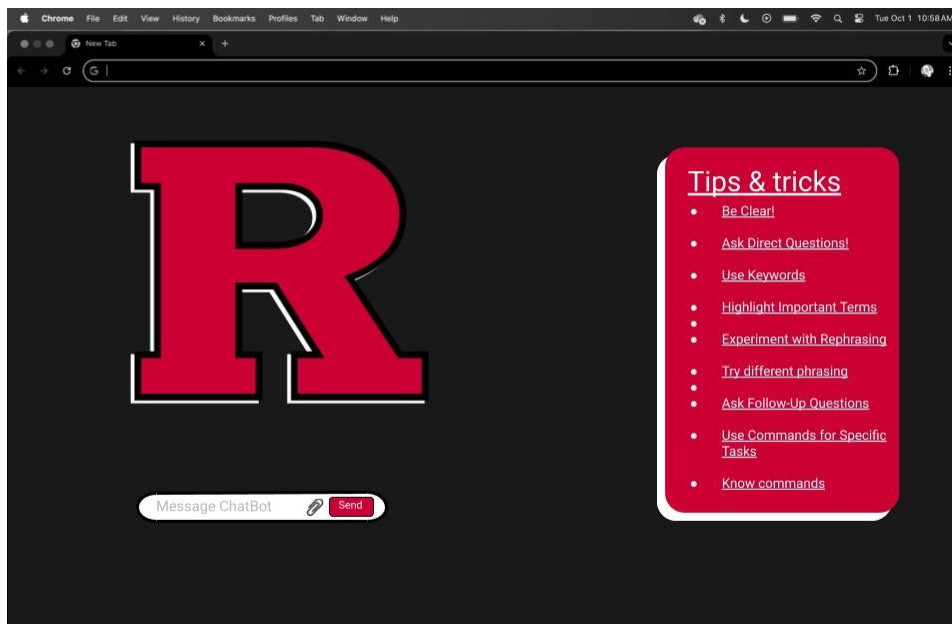 Chrome File Edit View History Bookmarks Profiles Tab Window Help Tue Oct 1 10:58 AM
New Tab
G
R
Tips & tricks
Be Clear!
Ask Direct Questions!
Use Keywords
Highlight Important Terms
Experiment with Rephrasing
Try different phrasing
Ask Follow-Up Questions
Use Commands for Specific
Tasks
Know commands
Message ChatBot Send